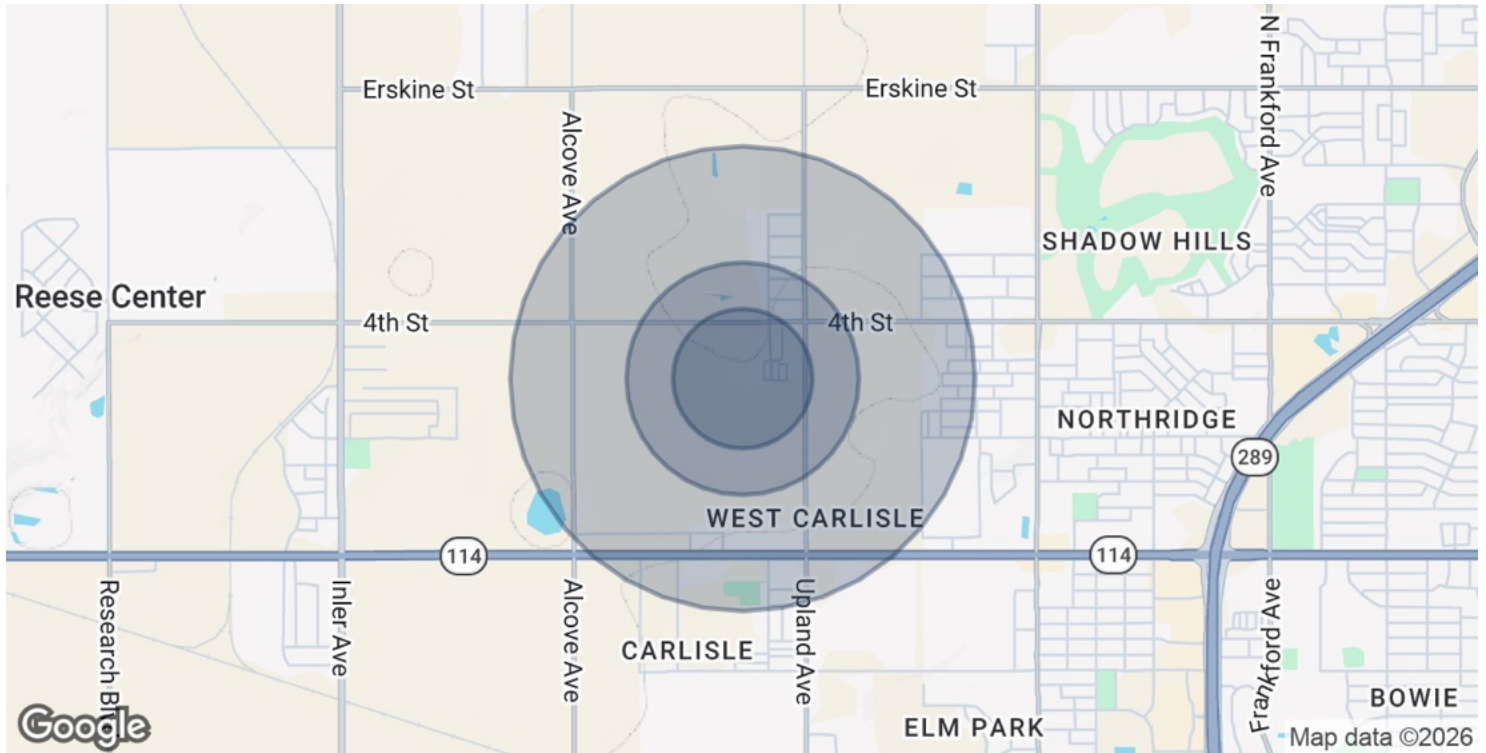 N Frankford Ave
Erskine St
Erskine St
Alcove Ave
SHADOW HILLS
Reese Center
4th St
4th St
NORTHRIDGE
289
WEST CARLISLE
114
114
Research Blvd
Inler Ave
Alcove Ave
Upland Ave
Frankford Ave
CARLISLE
BOWIE
ELM PARK
Google
Map data ©2026